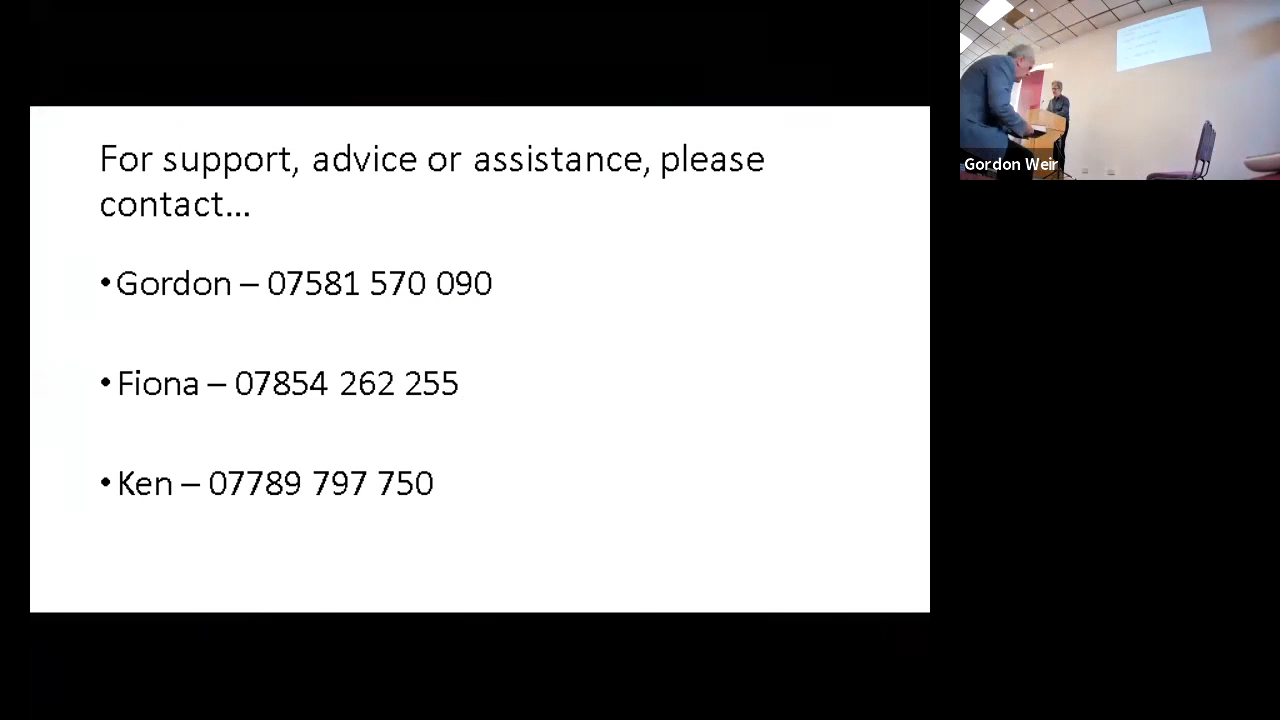 For support, advice or assistance, please
contact...
•Gordon – 07581 570 090
•Fiona – 07854 262 255
•Ken – 07789 797 750
Gordon Weir